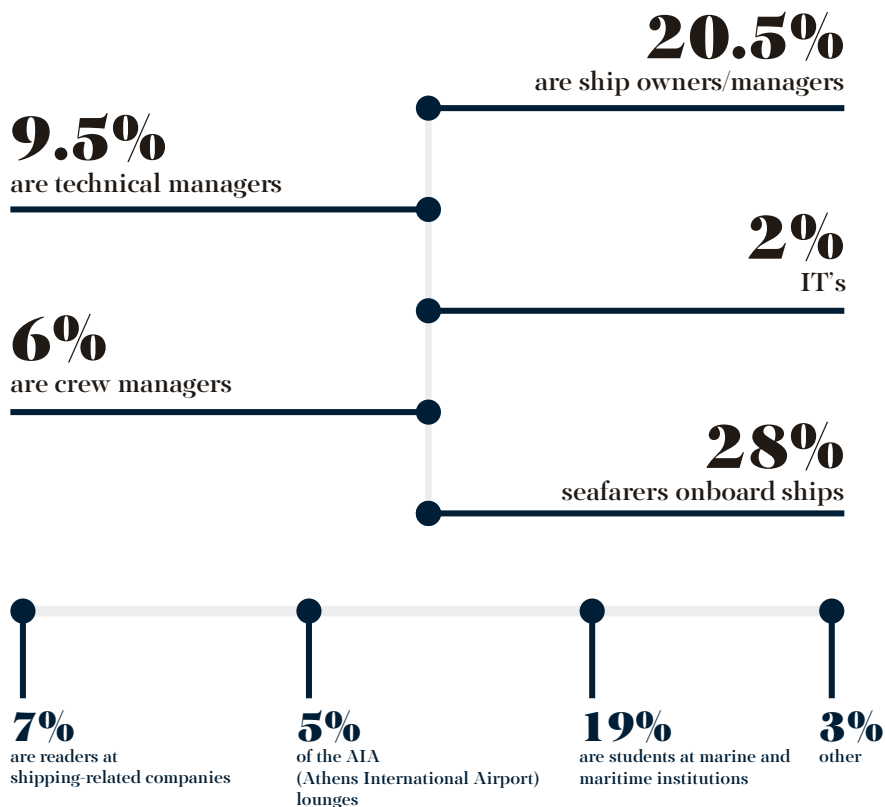 20.5%
are ship owners/managers
9.5%
are technical managers
2%
IT's
6%
are crew managers
28%
seafarers onboard ships
7%
are readers at
shipping-related companies
5%
of the AIA
(Athens International Airport)
lounges
19%
are students at marine and
maritime institutions
3%
other